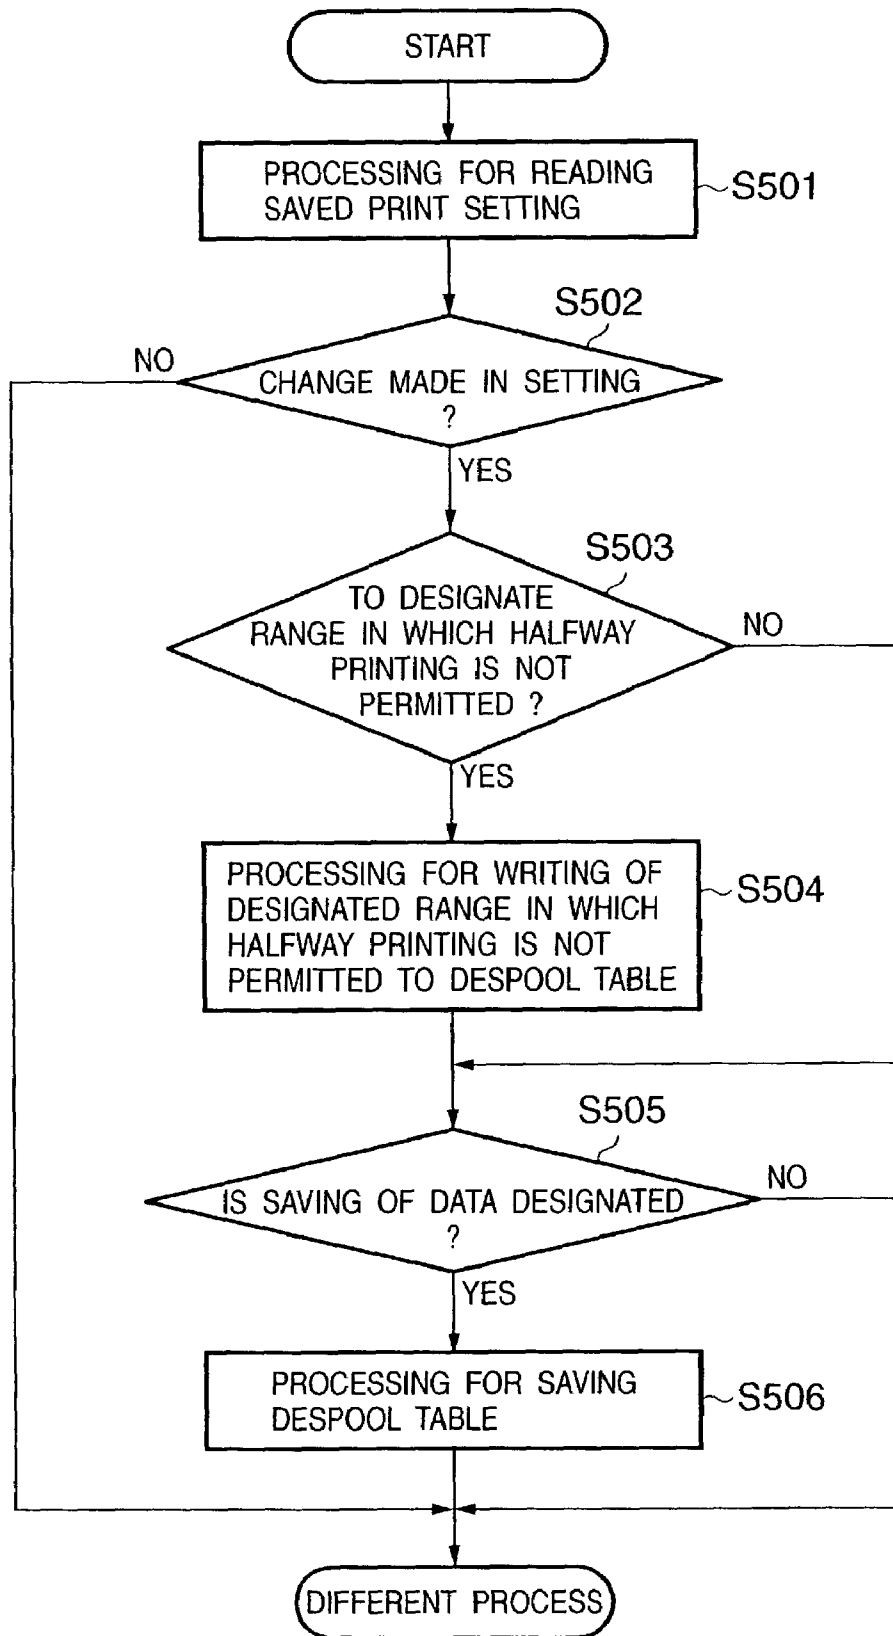 START
PROCESSING FOR READING
SAVED PRINT SETTING
S501
S502
NO
CHANGE MADE IN SETTING
?
YES
S503
TO DESIGNATE
RANGE IN WHICH HALFWAY
PRINTING IS NOT
PERMITTED ?
NO
YES
PROCESSING FOR WRITING OF
DESIGNATED RANGE IN WHICH
HALFWAY PRINTING IS NOT
PERMITTED TO DESPOOL TABLE
S504
S505
IS SAVING OF DATA DESIGNATED
?
NO
YES
PROCESSING FOR SAVING
DESPOOL TABLE
S506
DIFFERENT PROCESS